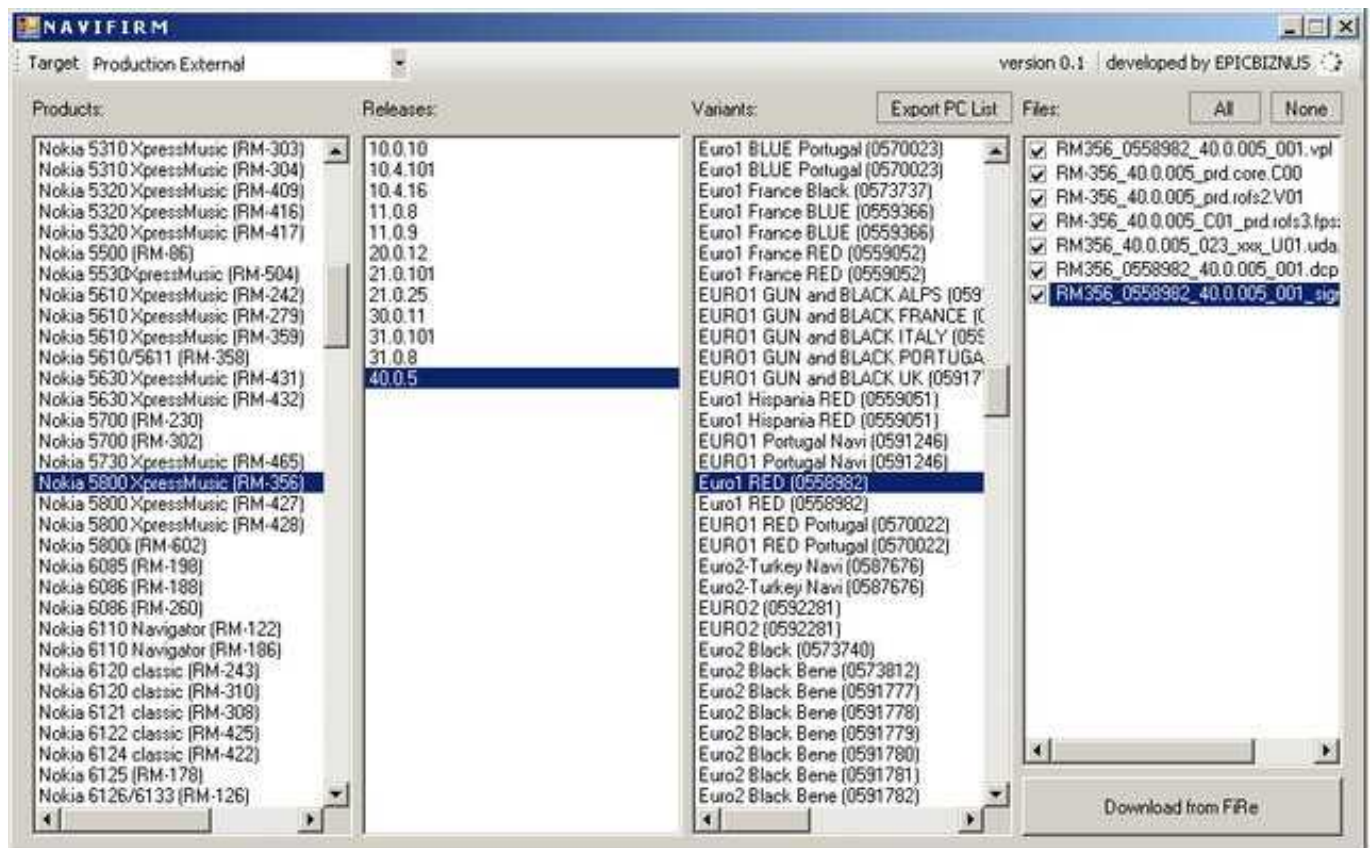 NAVIFIRM
Target Production External version 0.1 developed by EPICBIZNUS
Products:
Nokia 5310 XpressMusic (RM-303)
Nokia 5310 XpressMusic (RM-304)
Nokia 5320 XpressMusic (RM-409)
Nokia 5320 XpressMusic (RM-416)
Nokia 5320 XpressMusic (RM-417)
Nokia 5500 (RM-86)
Nokia 5530XpressMusic (RM-504)
Nokia 5610 XpressMusic (RM-242)
Nokia 5610 XpressMusic (RM-279)
Nokia 5610 XpressMusic (RM-359)
Nokia 5610/5611 (RM-358)
Nokia 5630 XpressMusic (RM-431)
Nokia 5630 XpressMusic (RM-432)
Nokia 5700 (RM-230)
Nokia 5700 (RM-302)
Nokia 5730 XpressMusic (RM-465)
Nokia 5800 XpressMusic (RM-356)
Nokia 5800 XpressMusic (RM-427)
Nokia 5800 XpressMusic (RM-428)
Nokia 5800i (RM-602)
Nokia 6085 (RM-198)
Nokia 6086 (RM-188)
Nokia 6086 (RM-260)
Nokia 6110 Navigator (RM-122)
Nokia 6110 Navigator (RM-186)
Nokia 6120 classic (RM-243)
Nokia 6120 classic (RM-310)
Nokia 6121 classic (RM-308)
Nokia 6122 classic (RM-425)
Nokia 6124 classic (RM-422)
Nokia 6125 (RM-178)
Nokia 6126/6133 (RM-126)
Releases:
10.0.10
10.4.101
10.4.16
11.0.8
11.0.9
20.0.12
21.0.101
21.0.25
30.0.11
31.0.101
31.0.8
40.0.5
Variants: Export PC List
Euro1 BLUE Portugal (0570023)
Euro1 BLUE Portugal (0570023)
Euro1 France Black (0573737)
Euro1 France BLUE (0559366)
Euro1 France BLUE (0559366)
Euro1 France RED (0559052)
Euro1 France RED (0559052)
EURO1 GUN and BLACK ALPS (059
EURO1 GUN and BLACK FRANCE (0
EURO1 GUN and BLACK ITALY (059
EURO1 GUN and BLACK PORTUGA
EURO1 GUN and BLACK UK (05917
Euro1 Hispania RED (0559051)
Euro1 Hispania RED (0559051)
EURO1 Portugal Navi (0591246)
EURO1 Portugal Navi (0591246)
Euro1 RED (0558982)
Euro1 RED (0558982)
EURO1 RED Portugal (0570022)
EURO1 RED Portugal (0570022)
Euro2-Turkey Navi (0587676)
Euro2-Turkey Navi (0587676)
EURO2 (0592281)
EURO2 (0592281)
Euro2 Black (0573740)
Euro2 Black Bene (0573812)
Euro2 Black Bene (0591777)
Euro2 Black Bene (0591778)
Euro2 Black Bene (0591779)
Euro2 Black Bene (0591780)
Euro2 Black Bene (0591781)
Euro2 Black Bene (0591782)
Files: All None
RM356_0558982_40.0.005_001.vpl
RM-356_40.0.005_prd.core.C00
RM-356_40.0.005_prd.rofs2.V01
RM-356_40.0.005_C01_prd.rofs3.fps
RM356_40.0.005_023_xxx_U01.uda
RM356_0558982_40.0.005_001.dcp
RM356_0558982_40.0.005_001_sig
Download from FiRe